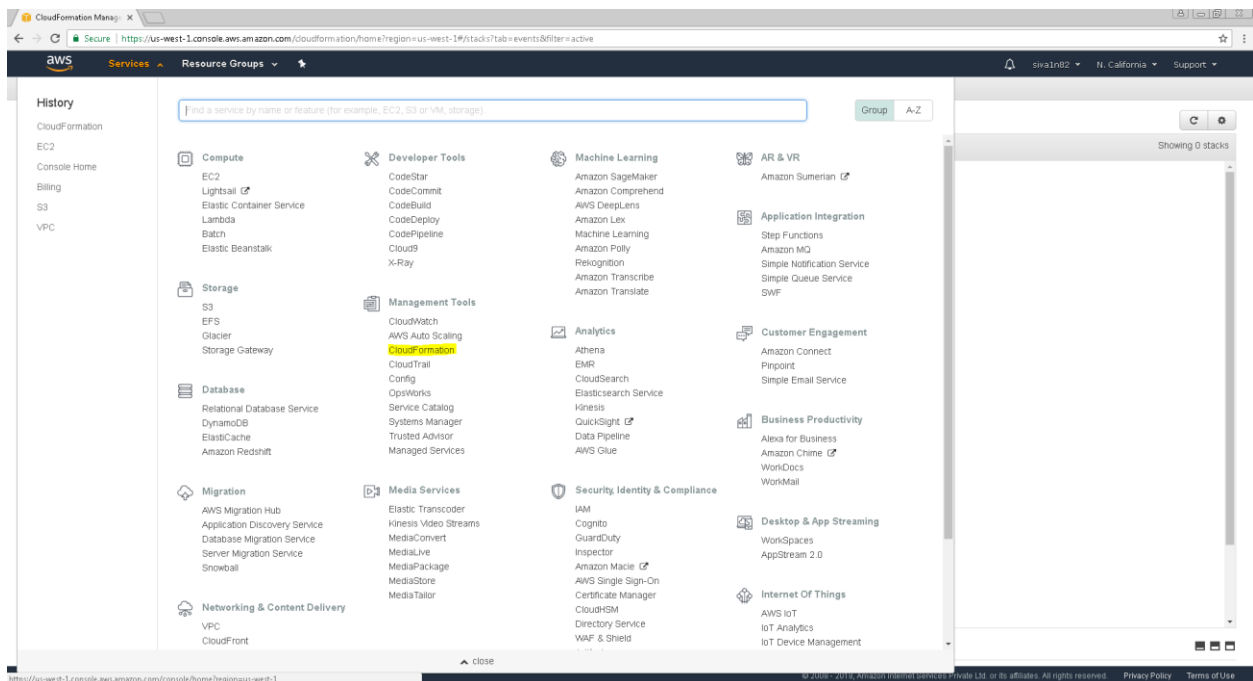 CloudFormation Manag
Secure | https://us-west-1.console.aws.amazon.com/cloudformation/home?region=us-west-1#/stacks?tab=events&filter=active
aws Services Resource Groups siva1n82 N. California Support
History
CloudFormation
EC2
Console Home
Billing
S3
VPC
Find a service by name or feature (for example, EC2, S3 or VM, storage).
Group A-Z
Compute
EC2
Lightsail
Elastic Container Service
Lambda
Batch
Elastic Beanstalk
Storage
S3
EFS
Glacier
Storage Gateway
Database
Relational Database Service
DynamoDB
ElastiCache
Amazon Redshift
Migration
AWS Migration Hub
Application Discovery Service
Database Migration Service
Server Migration Service
Snowball
Networking & Content Delivery
VPC
CloudFront
Developer Tools
CodeStar
CodeCommit
CodeBuild
CodeDeploy
CodePipeline
Cloud9
X-Ray
Management Tools
CloudWatch
AWS Auto Scaling
CloudFormation
CloudTrail
Config
OpsWorks
Service Catalog
Systems Manager
Trusted Advisor
Managed Services
Media Services
Elastic Transcoder
Kinesis Video Streams
MediaConvert
MediaLive
MediaPackage
MediaStore
MediaTailor
Machine Learning
Amazon SageMaker
Amazon Comprehend
AWS DeepLens
Amazon Lex
Machine Learning
Amazon Polly
Rekognition
Amazon Transcribe
Amazon Translate
Analytics
Athena
EMR
CloudSearch
Elasticsearch Service
Kinesis
QuickSight
Data Pipeline
AWS Glue
Security, Identity & Compliance
IAM
Cognito
GuardDuty
Inspector
Amazon Macie
AWS Single Sign-On
Certificate Manager
CloudHSM
Directory Service
WAF & Shield
AR & VR
Amazon Sumerian
Application Integration
Step Functions
Amazon MQ
Simple Notification Service
Simple Queue Service
SWF
Customer Engagement
Amazon Connect
Pinpoint
Simple Email Service
Business Productivity
Alexa for Business
Amazon Chime
WorkDocs
WorkMail
Desktop & App Streaming
WorkSpaces
AppStream 2.0
Internet Of Things
AWS IoT
IoT Analytics
IoT Device Management
Showing 0 stacks
close
https://us-west-1.console.aws.amazon.com/console/home?region=us-west-1
© 2008 - 2018, Amazon Internet Services Private Ltd. or its affiliates. All rights reserved. Privacy Policy Terms of Use